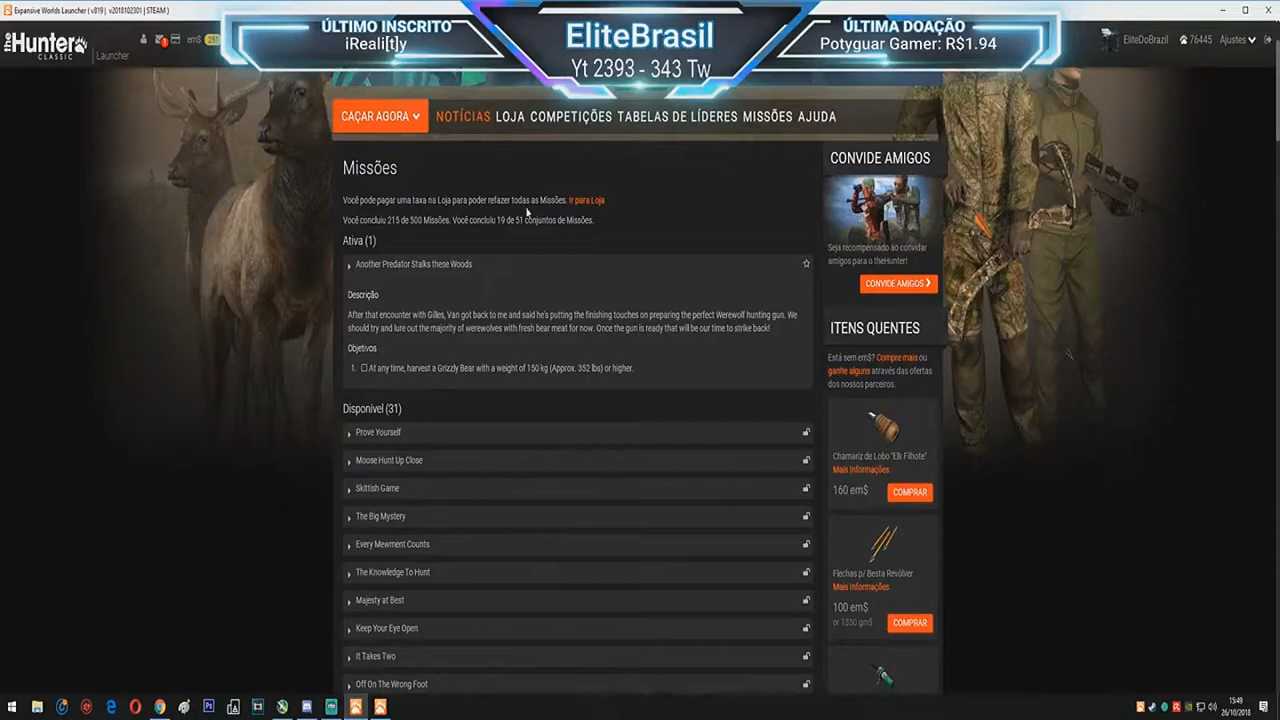 Expansive Worlds Launcher ( v819 | v2018102301 | STEAM )
theHunter
CLASSIC
Launcher
em$
ÚLTIMO INSCRITO
iReali[t]y
EliteBrasil
Yt 2393 - 343 Tw
ÚLTIMA DOAÇÃO
Potyguar Gamer: R$1.94
EliteDoBrazil
76445
Ajustes
CAÇAR AGORA
NOTÍCIAS LOJA COMPETIÇÕES TABELAS DE LÍDERES MISSÕES AJUDA
Missões
Você pode pagar uma taxa na Loja para poder refazer todas as Missões. Ir para Loja
Você concluiu 215 de 500 Missões. Você concluiu 19 de 51 conjuntos de Missões.
Ativa (1)
Another Predator Stalks these Woods
Descrição
After that encounter with Gilles, Van got back to me and said he's putting the finishing touches on preparing the perfect Werewolf hunting gun. We
should try and lure out the majority of werewolves with fresh bear meat for now. Once the gun is ready that will be our time to strike back!
Objetivos
1. At any time, harvest a Grizzly Bear with a weight of 150 kg (Approx. 352 lbs) or higher.
Disponível (31)
Prove Yourself
Moose Hunt Up Close
Skittish Game
The Big Mystery
Every Mewment Counts
The Knowledge To Hunt
Majesty at Best
Keep Your Eye Open
It Takes Two
Off On The Wrong Foot
CONVIDE AMIGOS
Seja recompensado ao convidar
amigos para o theHunter!
CONVIDE AMIGOS
ITENS QUENTES
Está sem em$? Compre mais ou
ganhe alguns através das ofertas
dos nossos parceiros.
Chamariz de Lobo "Elk Filhote"
Mais Informações
160 em$
COMPRAR
Flechas p/ Besta Revólver
Mais Informações
100 em$
or 1350 gm$
COMPRAR
15:49
26/10/2018